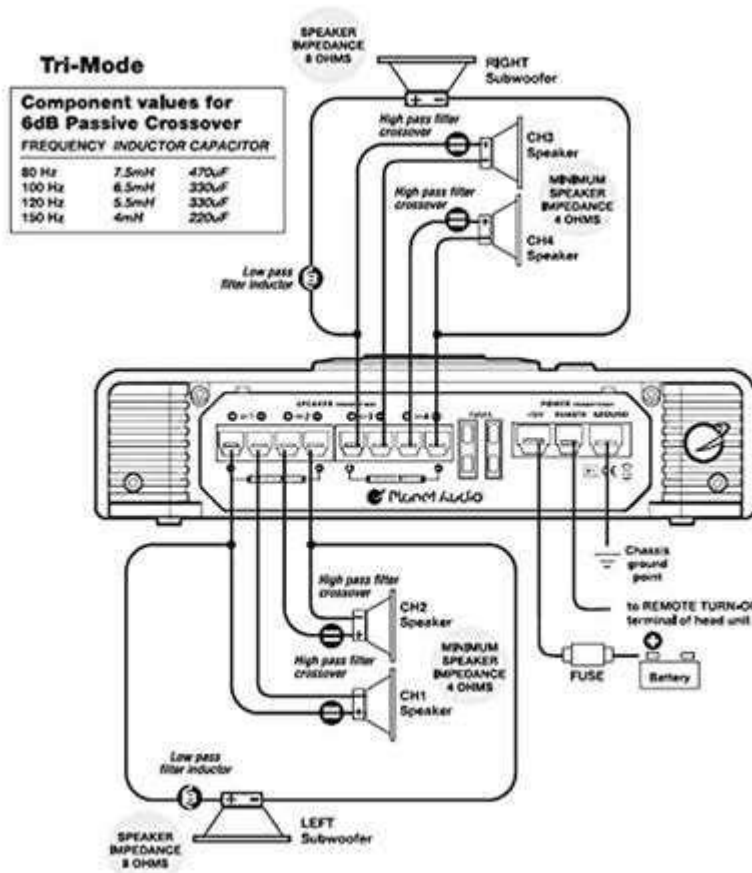 SPEAKER
IMPEDANCE
8 OHMS
RIGHT
Subwoofer
Tri-Mode
Component values for
6dB Passive Crossover
FREQUENCY INDUCTOR CAPACITOR
80 Hz 7.5mH 470uF
100 Hz 6.5mH 330uF
120 Hz 5.5mH 330uF
150 Hz 4mH 220uF
High pass filter
crossover
CH3
Speaker
High pass filter
crossover
MINIMUM
SPEAKER
IMPEDANCE
4 OHMS
CH4
Speaker
Low pass
filter inductor
SPEAKER
POWER
+12V REMOTE GROUND
Planet Audio
Chassis
ground
point
to REMOTE TURN-O
terminal of head unit
FUSE
Battery
High pass filter
crossover
CH2
Speaker
High pass filter
crossover
MINIMUM
SPEAKER
IMPEDANCE
4 OHMS
CH1
Speaker
Low pass
filter inductor
LEFT
Subwoofer
SPEAKER
IMPEDANCE
8 OHMS